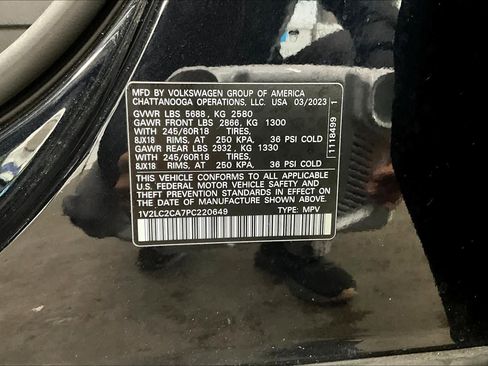 MFD BY VOLKSWAGEN GROUP OF AMERICA
CHATTANOOGA OPERATIONS, LLC. USA 03/2023
GVWR LBS 5688, KG 2580
GAWR FRONT LBS 2866, KG 1300
WITH 245/60R18 TIRES,
8JX18 RIMS, AT 250 KPA, 36 PSI COLD
GAWR REAR LBS 2932, KG 1330
WITH 245/60R18 TIRES,
8JX18 RIMS, AT 250 KPA, 36 PSI COLD
THIS VEHICLE CONFORMS TO ALL APPLICABLE
U.S. FEDERAL MOTOR VEHICLE SAFETY AND
THEFT PREVENTION STANDARDS IN EFFECT ON
THE DATE OF MANUFACTURE SHOWN ABOVE.
1V2LC2CA7PC220649 TYPE: MPV
T118499 1